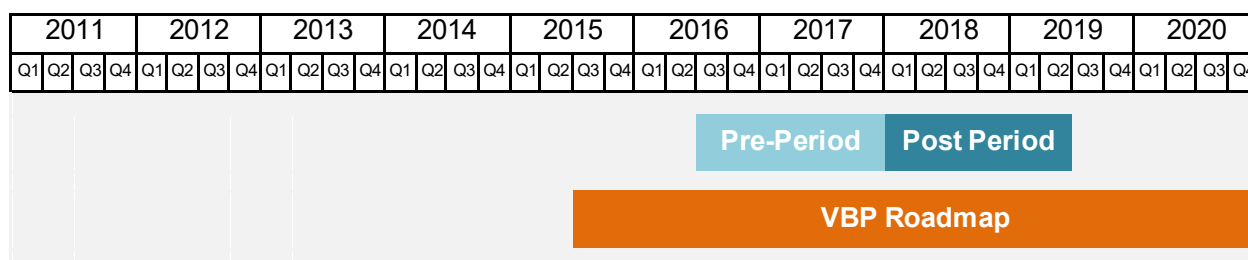 2011 2012 2013 2014 2015 2016 2017 2018 2019 2020
Q1 Q2 Q3 Q4 Q1 Q2 Q3 Q4 Q1 Q2 Q3 Q4 Q1 Q2 Q3 Q4 Q1 Q2 Q3 Q4 Q1 Q2 Q3 Q4 Q1 Q2 Q3 Q4 Q1 Q2 Q3 Q4 Q1 Q2 Q3 Q4 Q1 Q2 Q3 Q4
Pre-Period Post Period
VBP Roadmap